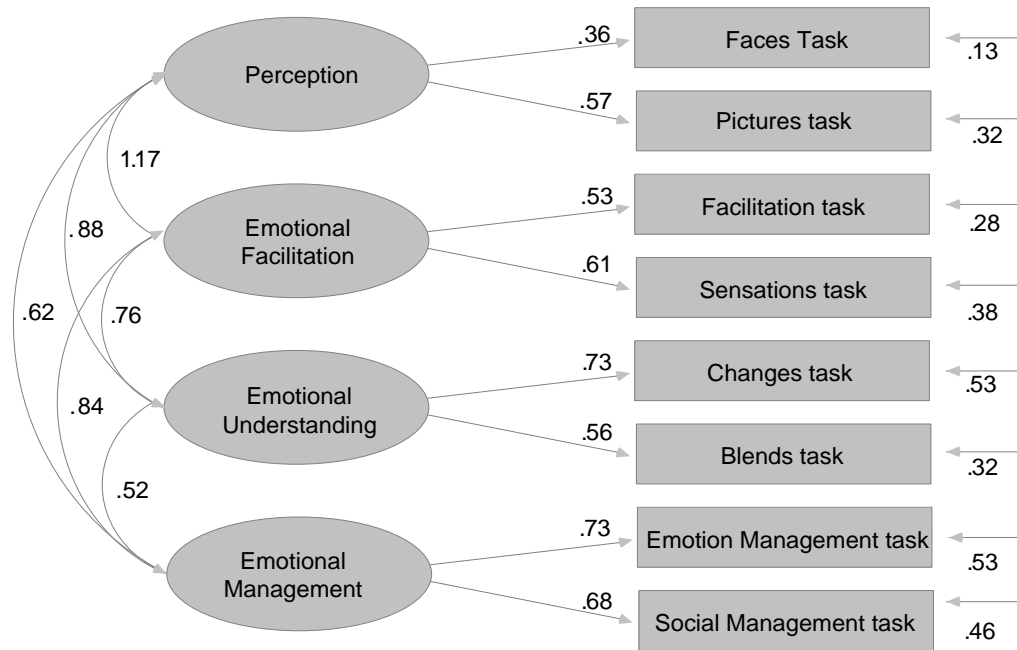 .36
Faces Task
.13
Perception
.57
Pictures task
.32
1.17
.53
Facilitation task
.28
Emotional
Facilitation
.88
.61
Sensations task
.38
.62
.76
.73
Changes task
.53
Emotional
Understanding
.84
.56
Blends task
.32
.52
.73
Emotion Management task
.53
Emotional
Management
.68
Social Management task
.46